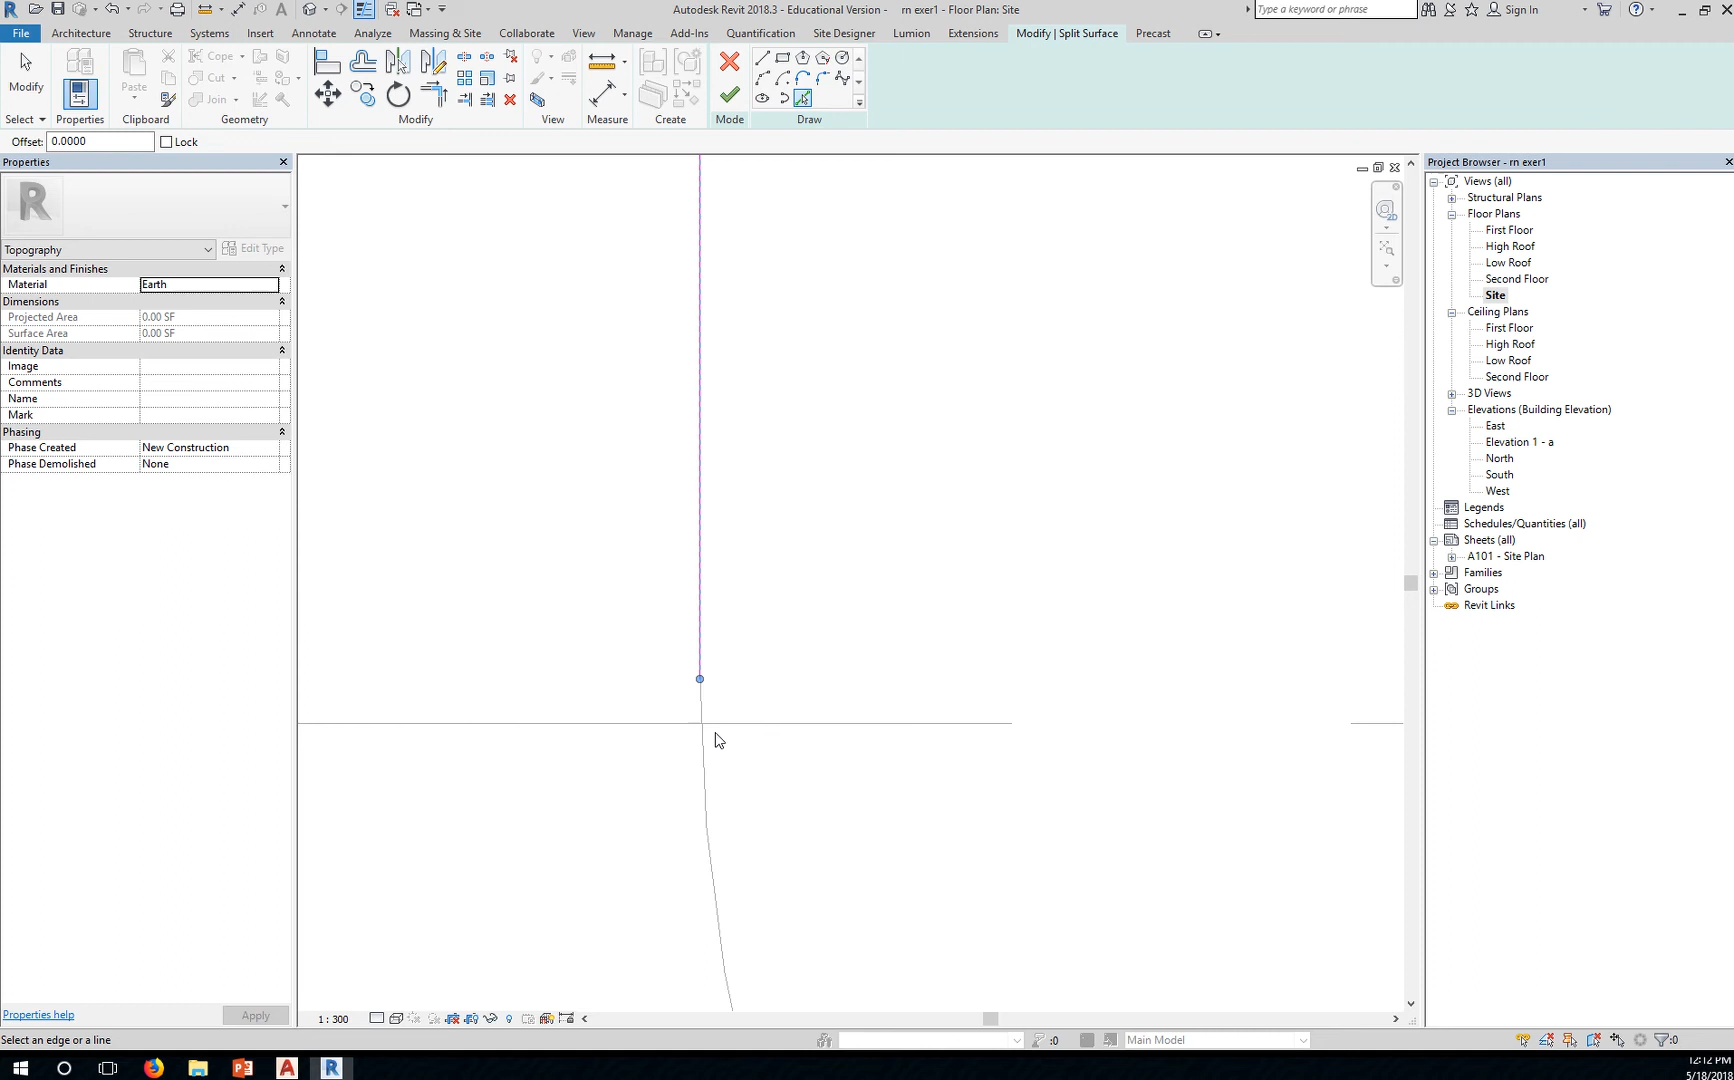 Autodesk Revit 2018.3 - Educational Version - rn exer1 - Floor Plan: Site
Type a keyword or phrase
Sign In
File Architecture Structure Systems Insert Annotate Analyze Massing & Site Collaborate View Manage Add-Ins Quantification Site Designer Lumion Extensions Modify | Split Surface Precast
Modify
Paste
Cope
Cut
Join
Select Properties Clipboard Geometry Modify View Measure Create Mode Draw
Offset: 0.0000 Lock
Properties
R
Topography Edit Type
Materials and Finishes
Material Earth
Dimensions
Projected Area 0.00 SF
Surface Area 0.00 SF
Identity Data
Image
Comments
Name
Mark
Phasing
Phase Created New Construction
Phase Demolished None
Properties help Apply
2D
Project Browser - rn exer1
Views (all)
Structural Plans
Floor Plans
First Floor
High Roof
Low Roof
Second Floor
Site
Ceiling Plans
First Floor
High Roof
Low Roof
Second Floor
3D Views
Elevations (Building Elevation)
East
Elevation 1 - a
North
South
West
Legends
Schedules/Quantities (all)
Sheets (all)
A101 - Site Plan
Families
Groups
Revit Links
1 : 300
Select an edge or a line
:0
Main Model
:0
12:12 PM
5/18/2018